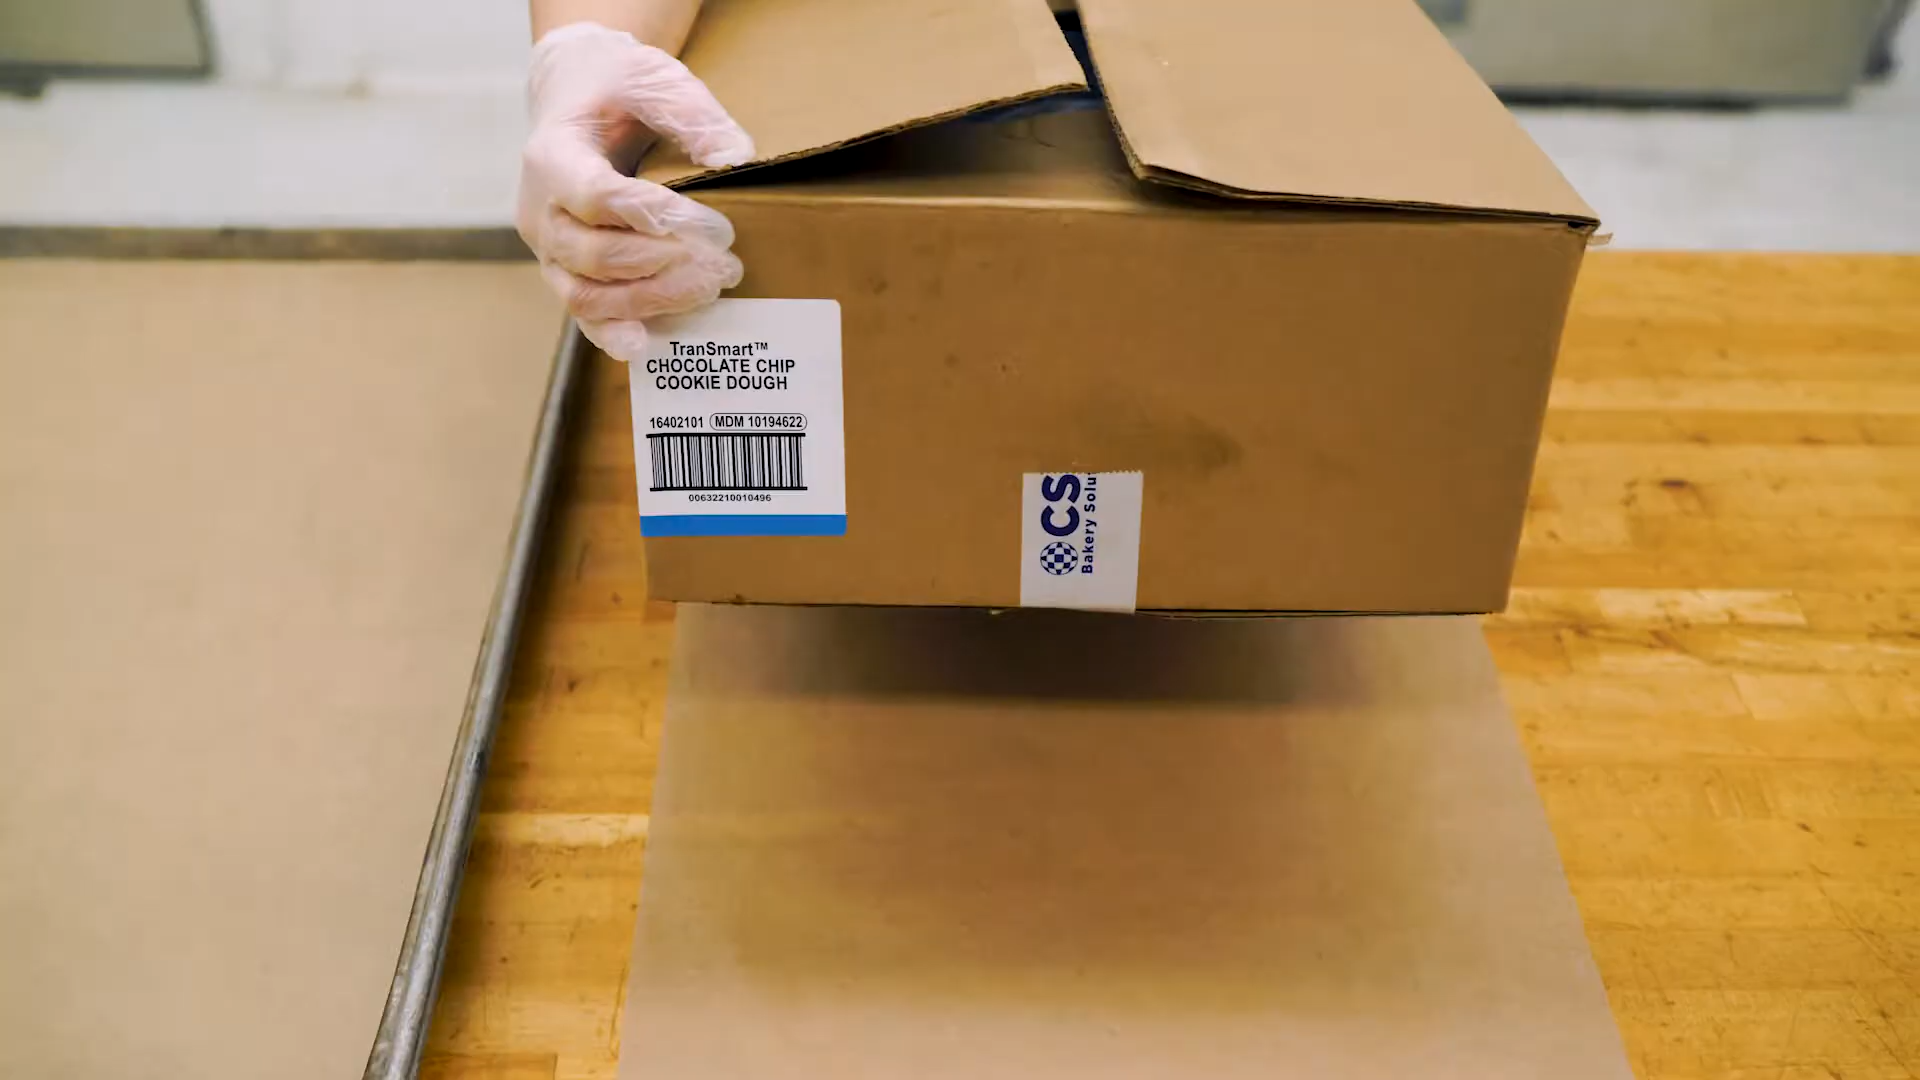 TranSmart™
CHOCOLATE CHIP
COOKIE DOUGH
16402101 MDM 10194622
00632210010496
CS
Bakery Solu